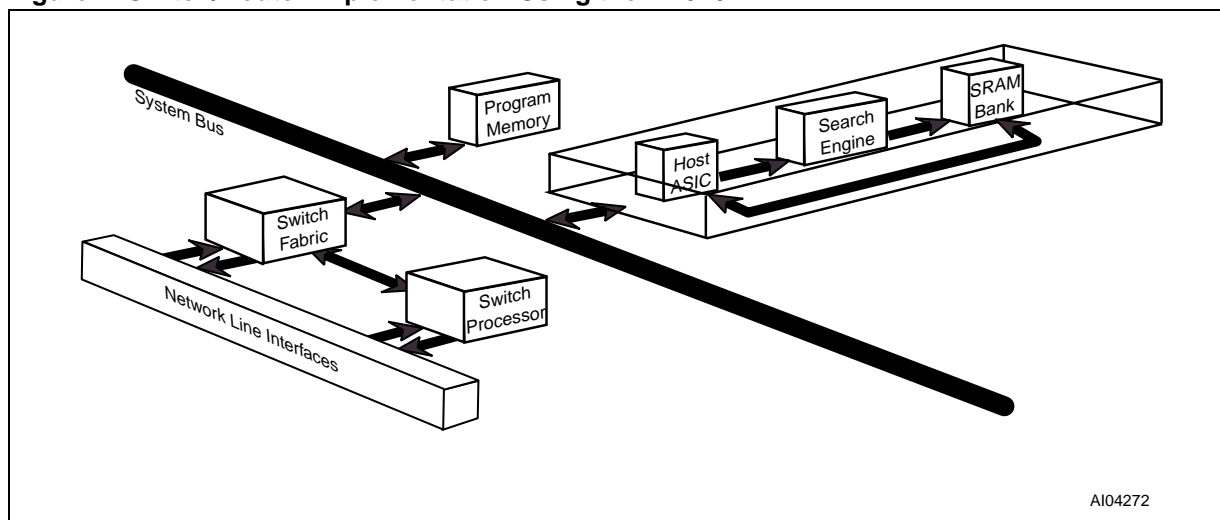 System Bus
Program
Memory
SRAM
Bank
Search
Engine
Host
ASIC
Switch
Fabric
Switch
Processor
Network Line Interfaces
AI04272